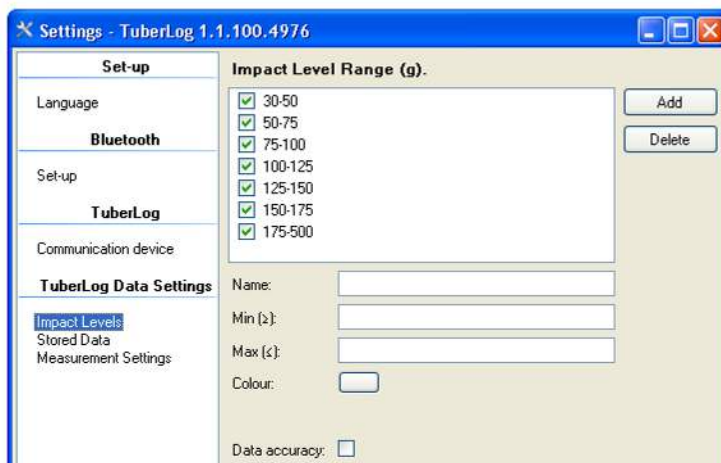 Settings - TuberLog 1.1.100.4976
Set-up
Language
Bluetooth
Set-up
TuberLog
Communication device
TuberLog Data Settings
Impact Levels
Stored Data
Measurement Settings
Impact Level Range (g).
30-50
50-75
75-100
100-125
125-150
150-175
175-500
Add
Delete
Name:
Min (≥):
Max (≤):
Colour:
Data accuracy: